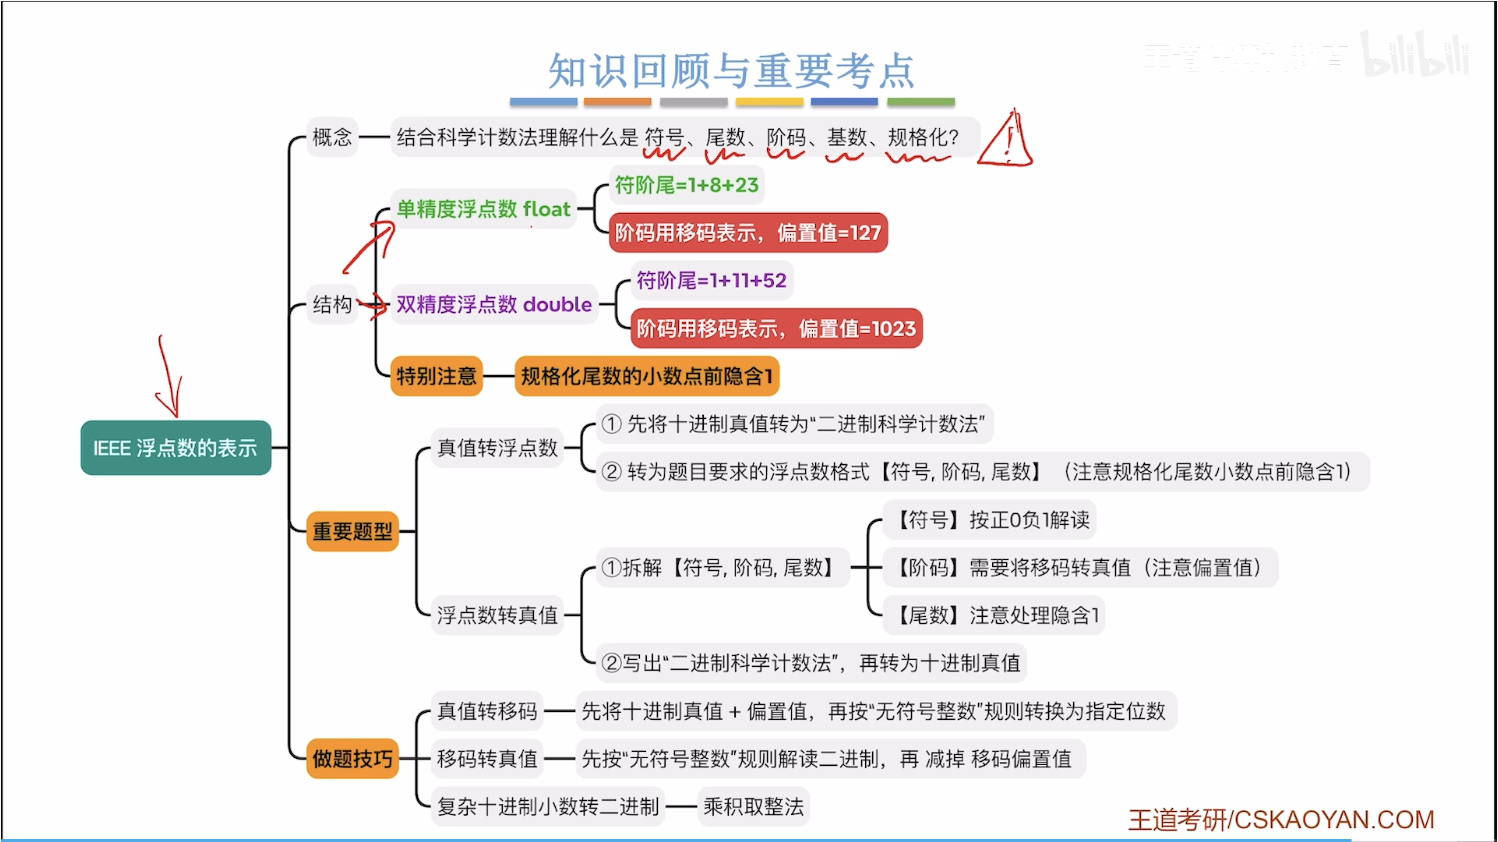 知识回顾与重要考点
bilibili
概念
结合科学计数法理解什么是 符号、尾数、阶码、基数、规格化？
单精度浮点数 float
符阶尾=1+8+23
阶码用移码表示，偏置值=127
结构
双精度浮点数 double
符阶尾=1+11+52
阶码用移码表示，偏置值=1023
特别注意
规格化尾数的小数点前隐含1
IEEE 浮点数的表示
重要题型
真值转浮点数
① 先将十进制真值转为“二进制科学计数法”
② 转为题目要求的浮点数格式【符号, 阶码, 尾数】（注意规格化尾数小数点前隐含1）
浮点数转真值
①拆解【符号, 阶码, 尾数】
【符号】按正0负1解读
【阶码】需要将移码转真值（注意偏置值）
【尾数】注意处理隐含1
②写出“二进制科学计数法”，再转为十进制真值
做题技巧
真值转移码
先将十进制真值 + 偏置值，再按“无符号整数”规则转换为指定位数
移码转真值
先按“无符号整数”规则解读二进制，再 减掉 移码偏置值
复杂十进制小数转二进制
乘积取整法
王道考研/CSKAOYAN.COM